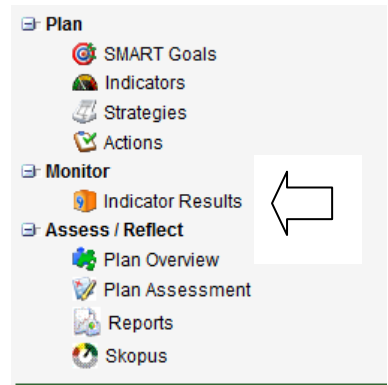 Plan
SMART Goals
Indicators
Strategies
Actions
Monitor
Indicator Results
Assess / Reflect
Plan Overview
Plan Assessment
Reports
Skopus